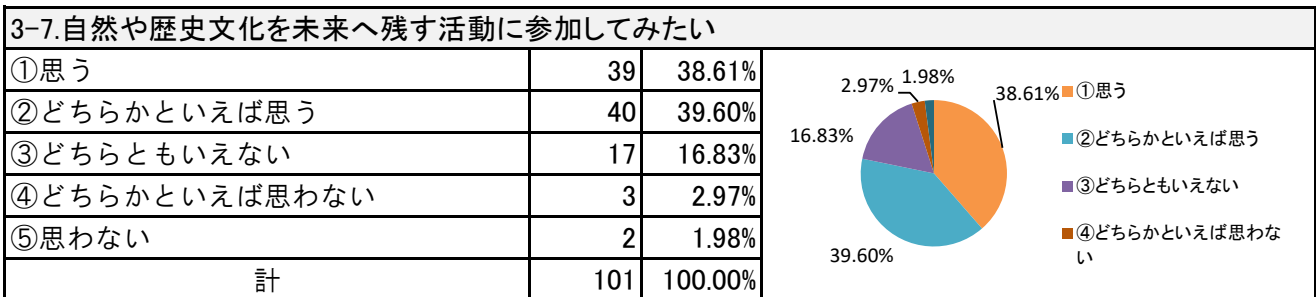 3-7.自然や歴史文化を未来へ残す活動に参加してみたい
①思う 39 38.61%
②どちらかといえば思う 40 39.60%
③どちらともいえない 17 16.83%
④どちらかといえば思わない 3 2.97%
⑤思わない 2 1.98%
計 101 100.00%
2.97% 1.98%
38.61%
16.83%
39.60%
①思う
②どちらかといえば思う
③どちらともいえない
④どちらかといえば思わな
い